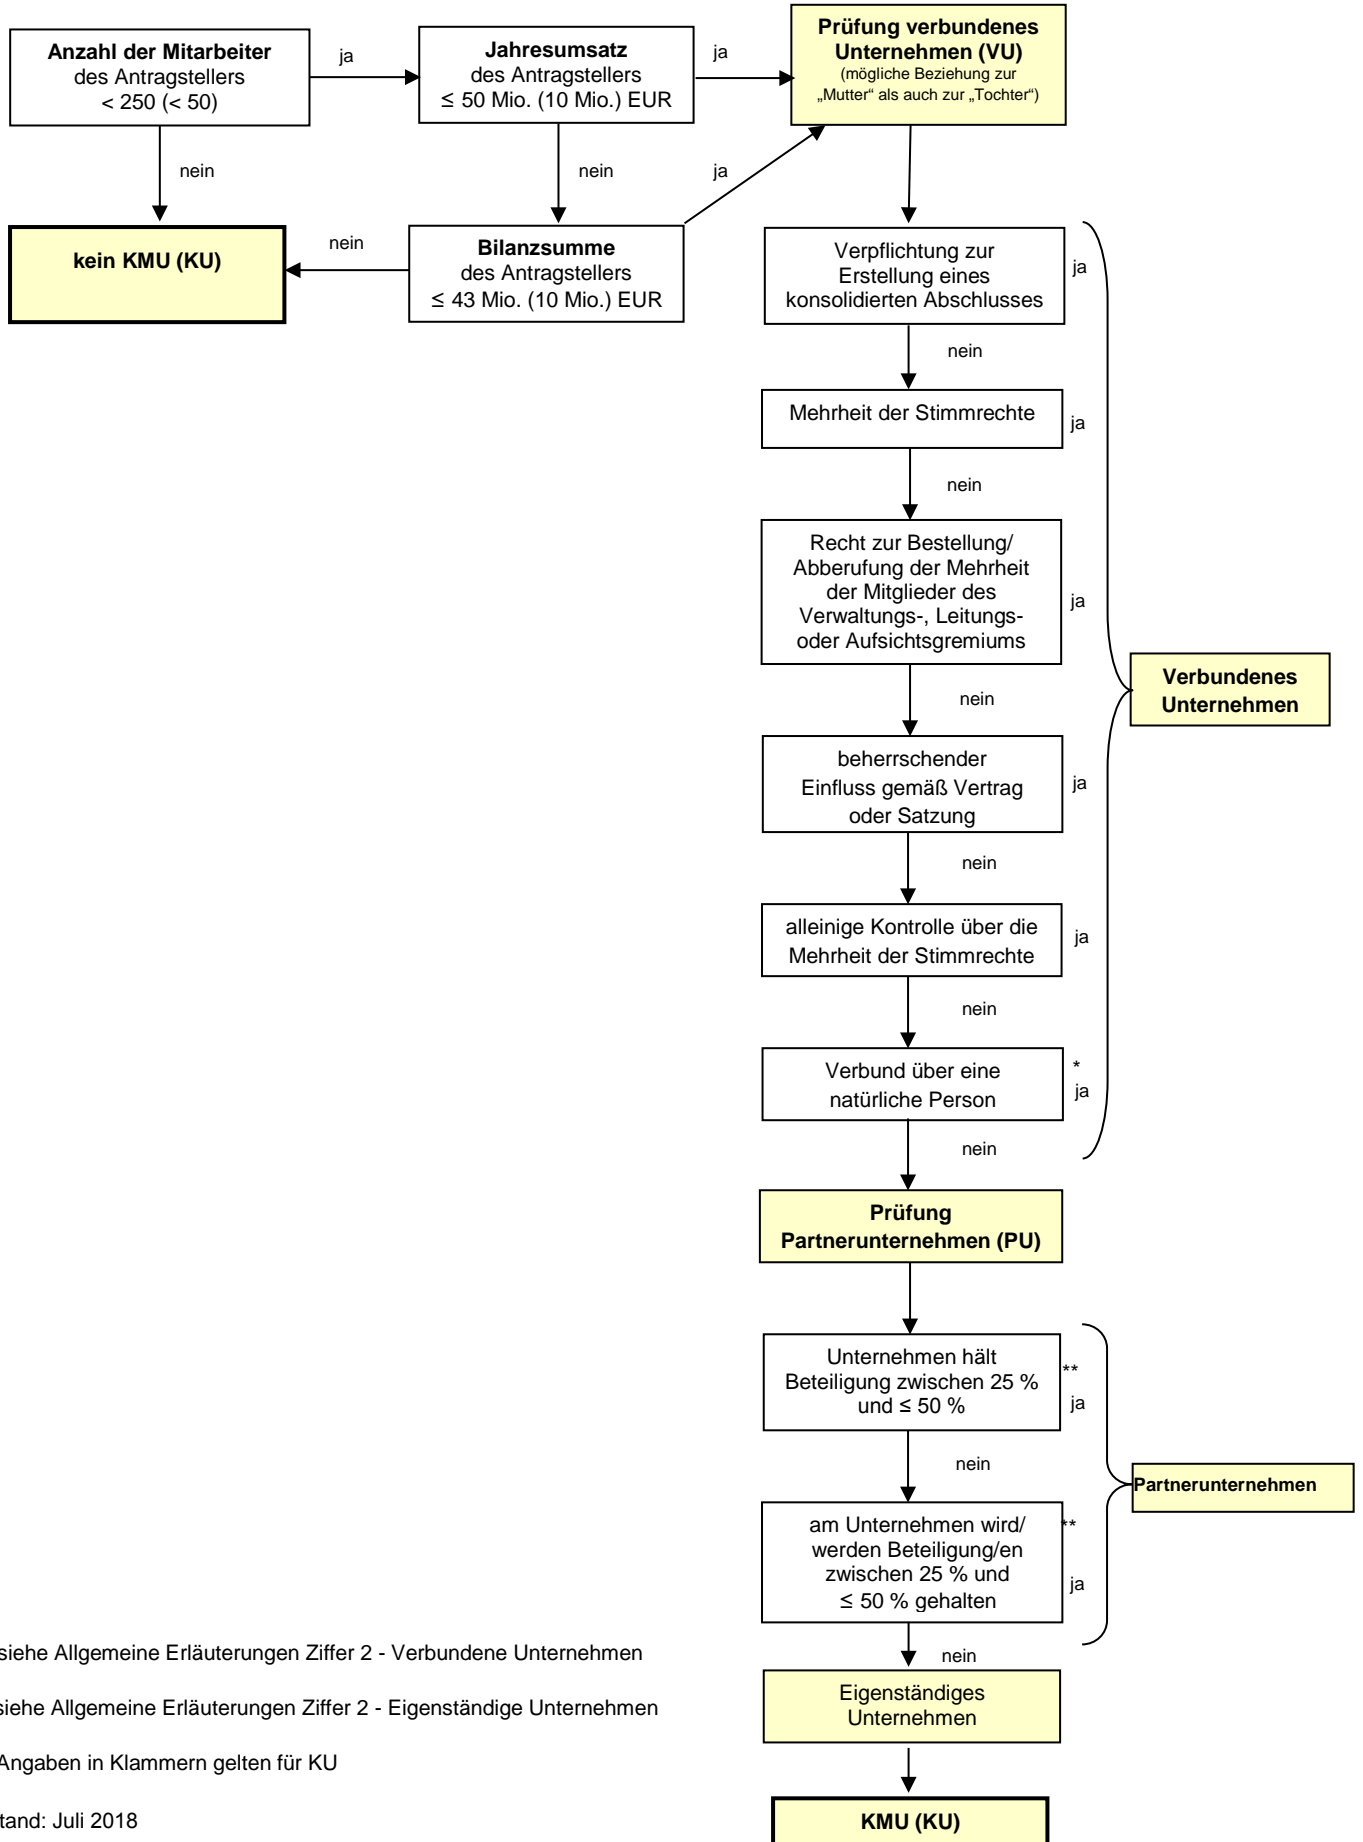 Anzahl der Mitarbeiter
des Antragstellers
< 250 (< 50)
ja
Jahresumsatz
des Antragstellers
≤ 50 Mio. (10 Mio.) EUR
ja
Prüfung verbundenes
Unternehmen (VU)
(mögliche Beziehung zur
„Mutter“ als auch zur „Tochter“)
nein
nein
ja
kein KMU (KU)
nein
Bilanzsumme
des Antragstellers
≤ 43 Mio. (10 Mio.) EUR
Verpflichtung zur
Erstellung eines
konsolidierten Abschlusses
ja
nein
Mehrheit der Stimmrechte
ja
nein
Recht zur Bestellung/
Abberufung der Mehrheit
der Mitglieder des
Verwaltungs-, Leitungs-
oder Aufsichtsgremiums
ja
Verbundenes
Unternehmen
nein
beherrschender
Einfluss gemäß Vertrag
oder Satzung
ja
nein
alleinige Kontrolle über die
Mehrheit der Stimmrechte
ja
nein
Verbund über eine
natürliche Person
*
ja
nein
Prüfung
Partnerunternehmen (PU)
Unternehmen hält
Beteiligung zwischen 25 %
und ≤ 50 %
**
ja
nein
Partnerunternehmen
am Unternehmen wird/
werden Beteiligung/en
zwischen 25 % und
≤ 50 % gehalten
**
ja
nein
siehe Allgemeine Erläuterungen Ziffer 2 - Verbundene Unternehmen
siehe Allgemeine Erläuterungen Ziffer 2 - Eigenständige Unternehmen
Angaben in Klammern gelten für KU
tand: Juli 2018
Eigenständiges
Unternehmen
KMU (KU)